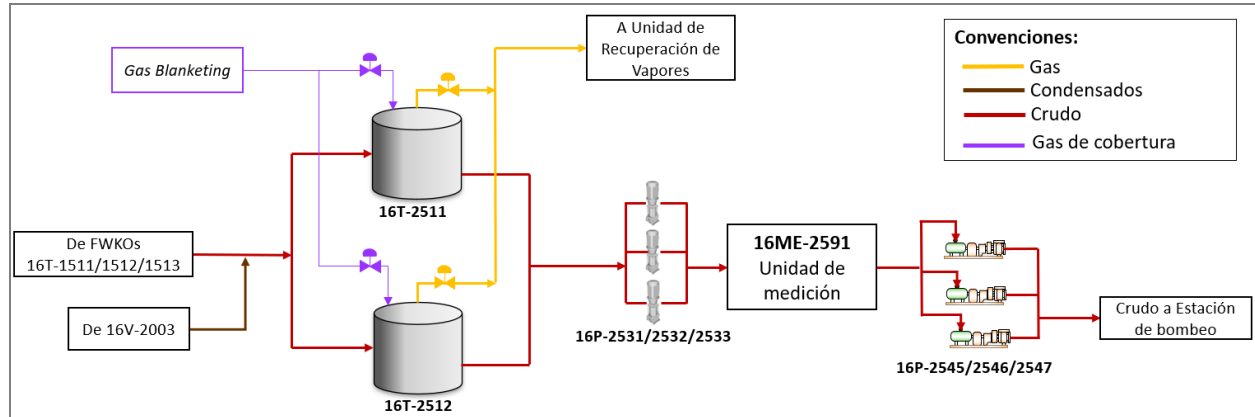 Gas Blanketing
A Unidad de
Recuperación de
Vapores
Convenciones:
Gas
Condensados
Crudo
Gas de cobertura
16T-2511
De FWKOs
16T-1511/1512/1513
De 16V-2003
16T-2512
16P-2531/2532/2533
16ME-2591
Unidad de
medición
16P-2545/2546/2547
Crudo a Estación
de bombeo